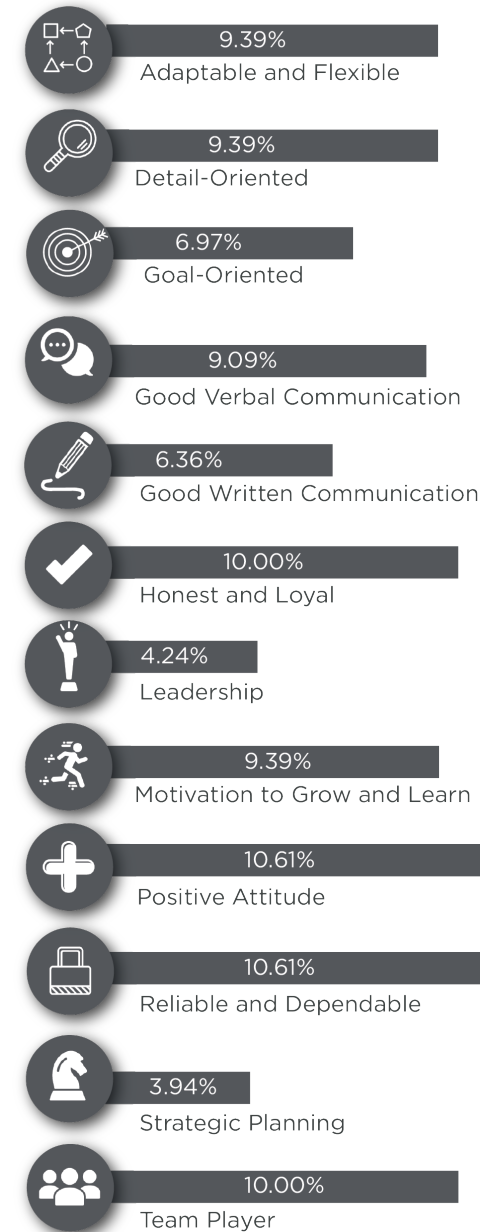 9.39%
Adaptable and Flexible
9.39%
Detail-Oriented
6.97%
Goal-Oriented
9.09%
Good Verbal Communication
6.36%
Good Written Communication
10.00%
Honest and Loyal
4.24%
Leadership
9.39%
Motivation to Grow and Learn
10.61%
Positive Attitude
10.61%
Reliable and Dependable
3.94%
Strategic Planning
10.00%
Team Player